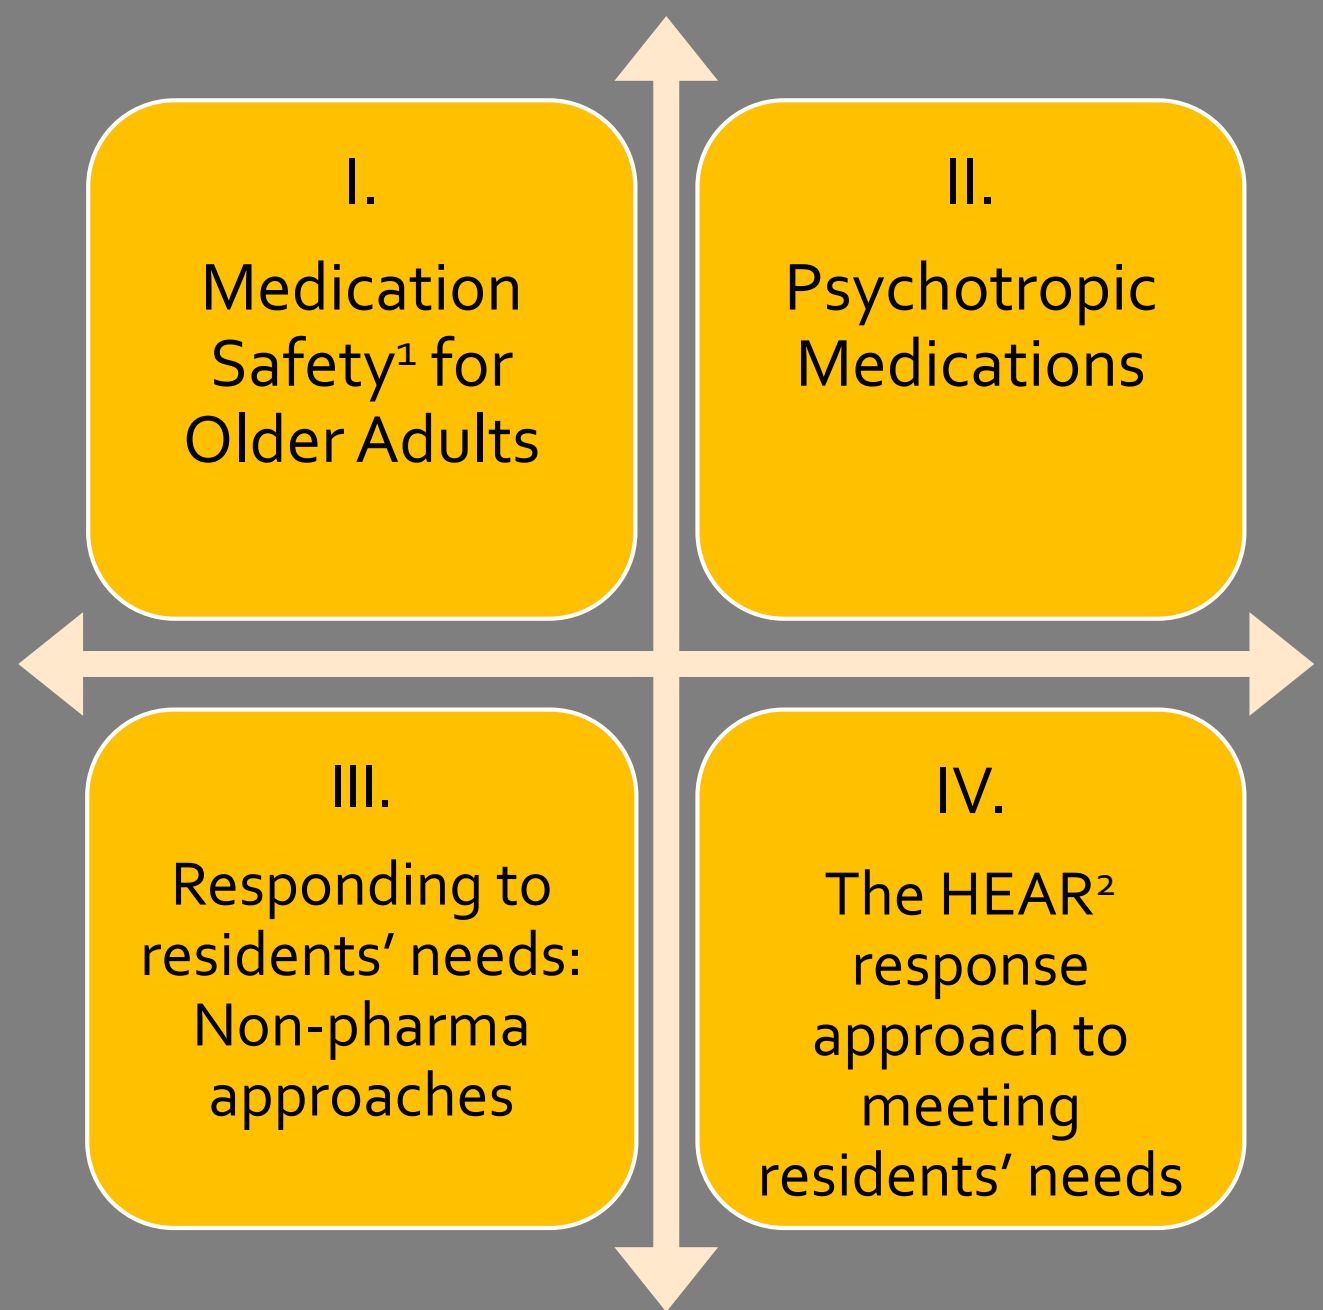 I.
Medication
Safety¹ for
Older Adults
II.
Psychotropic
Medications
III.
Responding to
residents’ needs:
Non-pharma
approaches
IV.
The HEAR²
response
approach to
meeting
residents’ needs